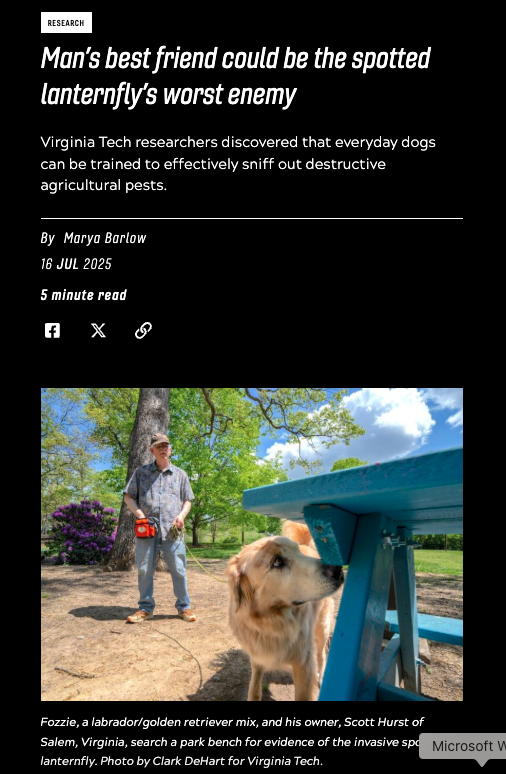 RESEARCH
Man's best friend could be the spotted
lanternfly's worst enemy
Virginia Tech researchers discovered that everyday dogs
can be trained to effectively sniff out destructive
agricultural pests.
By Marya Barlow
16 JUL 2025
5 minute read
Fozzie, a labrador/golden retriever mix, and his owner, Scott Hurst of
Salem, Virginia, search a park bench for evidence of the invasive
lanternfly. Photo by Clark DeHart for Virginia Tech.
Microsoft